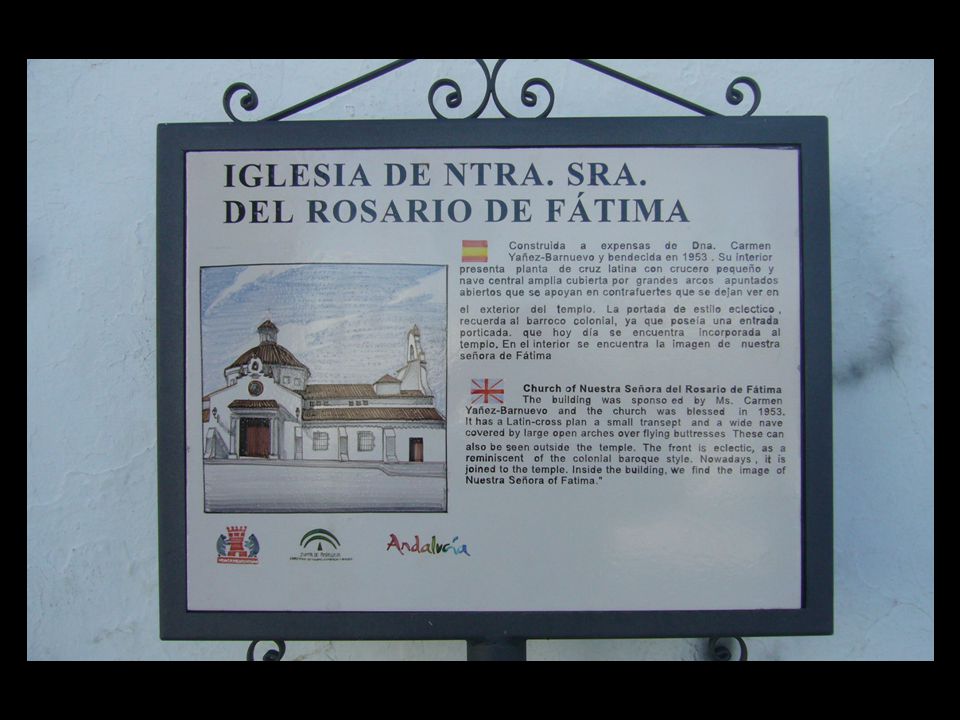 IGLESIA DE NTRA. SRA.
DEL ROSARIO DE FÁTIMA
Construida a expensas de Dna. Carmen
Yañez-Barnuevo y bendecida en 1953 . Su interior
presenta planta de cruz latina con crucero pequeño y
nave central amplia cubierta por grandes arcos apuntados
abiertos que se apoyan en contrafuertes que se dejan ver en
el exterior del templo. La portada de estilo eclectico ,
recuerda al barroco colonial, ya que poseía una entrada
porticada. que hoy día se encuentra incorporada al
templo. En el interior se encuentra la imagen de nuestra
señora de Fátima
Church of Nuestra Señora del Rosario de Fátima
The building was sponso ed by Ms. Carmen
Yañez-Barnuevo and the church was blessed in 1953.
It has a Latin-cross plan a small transept and a wide nave
covered by large open arches over flying buttresses These can
also be seen outside the temple. The front is eclectic, as a
reminiscent of the colonial baroque style. Nowadays , it is
joined to the temple. Inside the building, we find the image of
Nuestra Señora of Fatima."
JUNTA DE ANDALUCIA
Andalucía